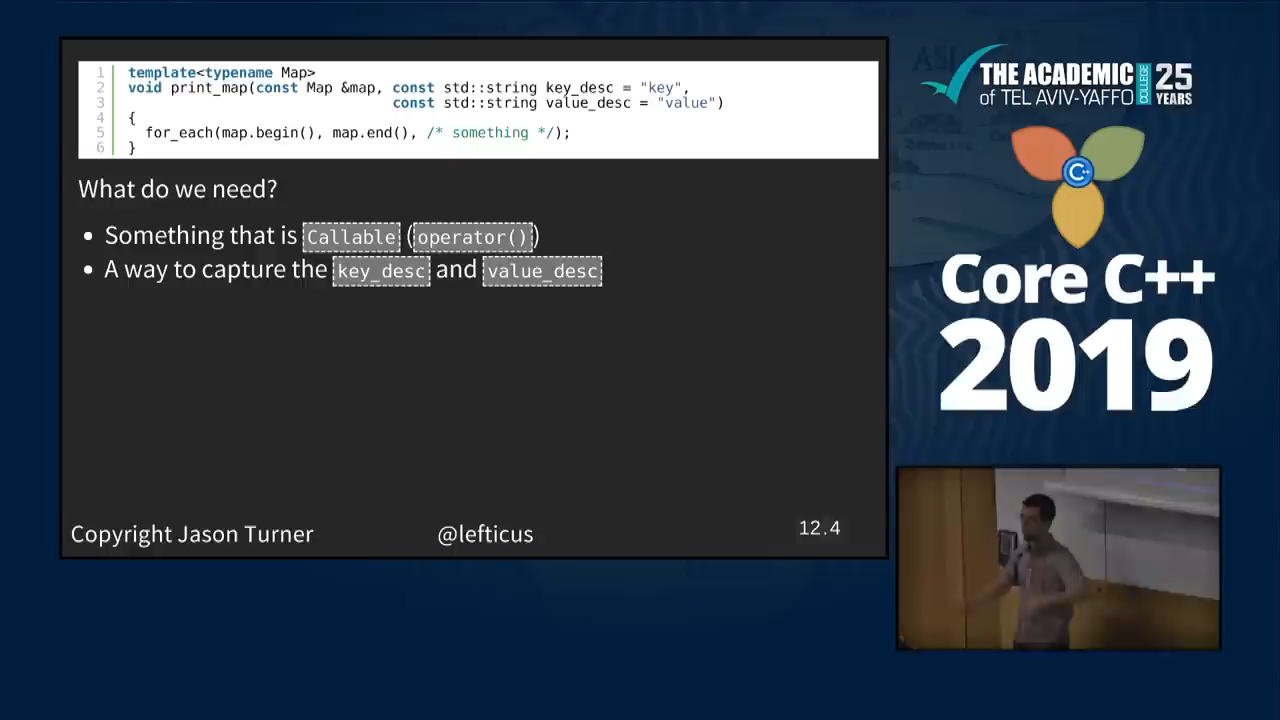 1 template<typename Map>
2 void print_map(const Map &map, const std::string key_desc = "key",
3 const std::string value_desc = "value")
4 {
5 for_each(map.begin(), map.end(), /* something */);
6 }
What do we need?
• Something that is Callable (operator())
• A way to capture the key_desc and value_desc
Copyright Jason Turner @lefticus 12.4
THE ACADEMIC COLLEGE 25
of TEL AVIV-YAFFO YEARS
C++
Core C++
2019